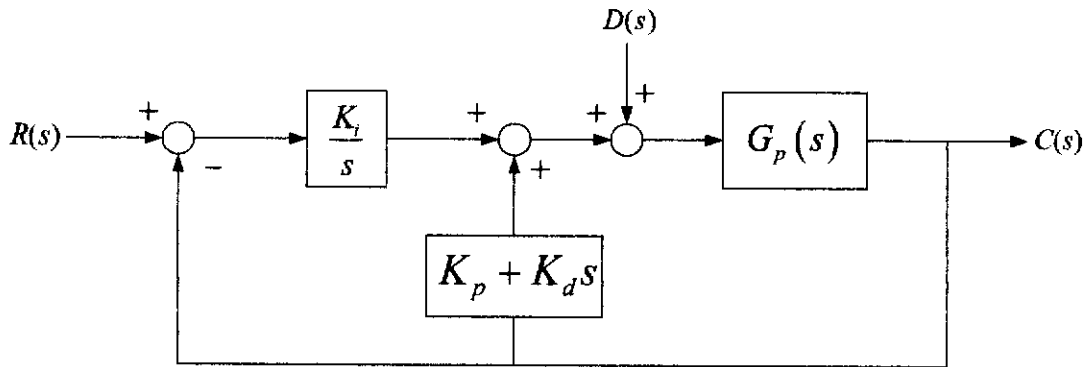 D(s)
+
+
+
+
R(s)
K_i
s
G_p(s)
C(s)
−
+
K_p + K_d s